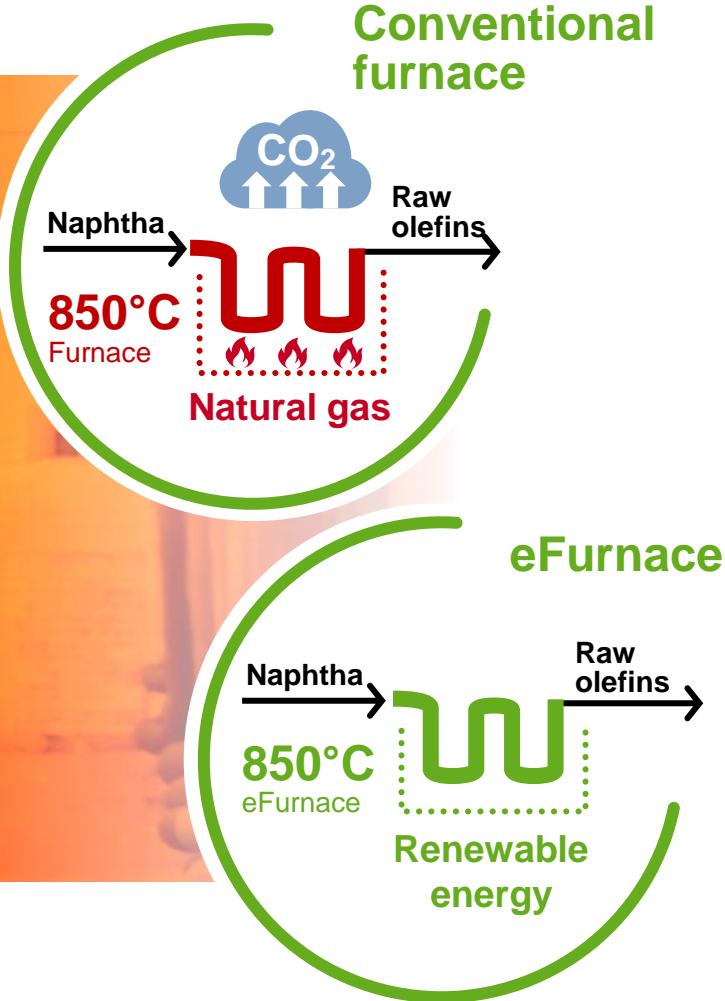 Conventional
furnace
CO₂
Naphtha
Raw
olefins
850°C
Furnace
Natural gas
eFurnace
Naphtha
Raw
olefins
850°C
eFurnace
Renewable
energy